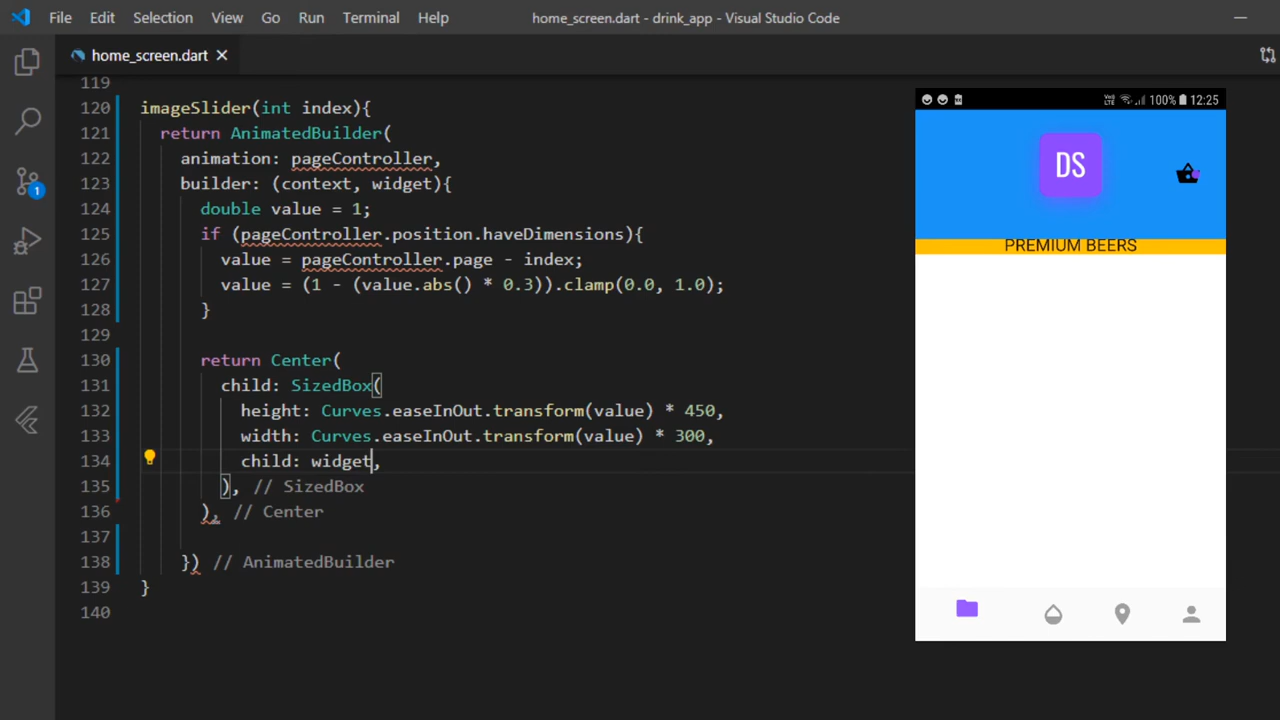 File Edit Selection View Go Run Terminal Help home_screen.dart - drink_app - Visual Studio Code
home_screen.dart
119
120 imageSlider(int index){
121 return AnimatedBuilder(
122 animation: pageController,
123 builder: (context, widget){
124 double value = 1;
125 if (pageController.position.haveDimensions){
126 value = pageController.page - index;
127 value = (1 - (value.abs() * 0.3)).clamp(0.0, 1.0);
128 }
129
130 return Center(
131 child: SizedBox(
132 height: Curves.easeInOut.transform(value) * 450,
133 width: Curves.easeInOut.transform(value) * 300,
134 child: widget,
135 ), // SizedBox
136 ), // Center
137
138 }) // AnimatedBuilder
139 }
140
1
100% 12:25
DS
PREMIUM BEERS